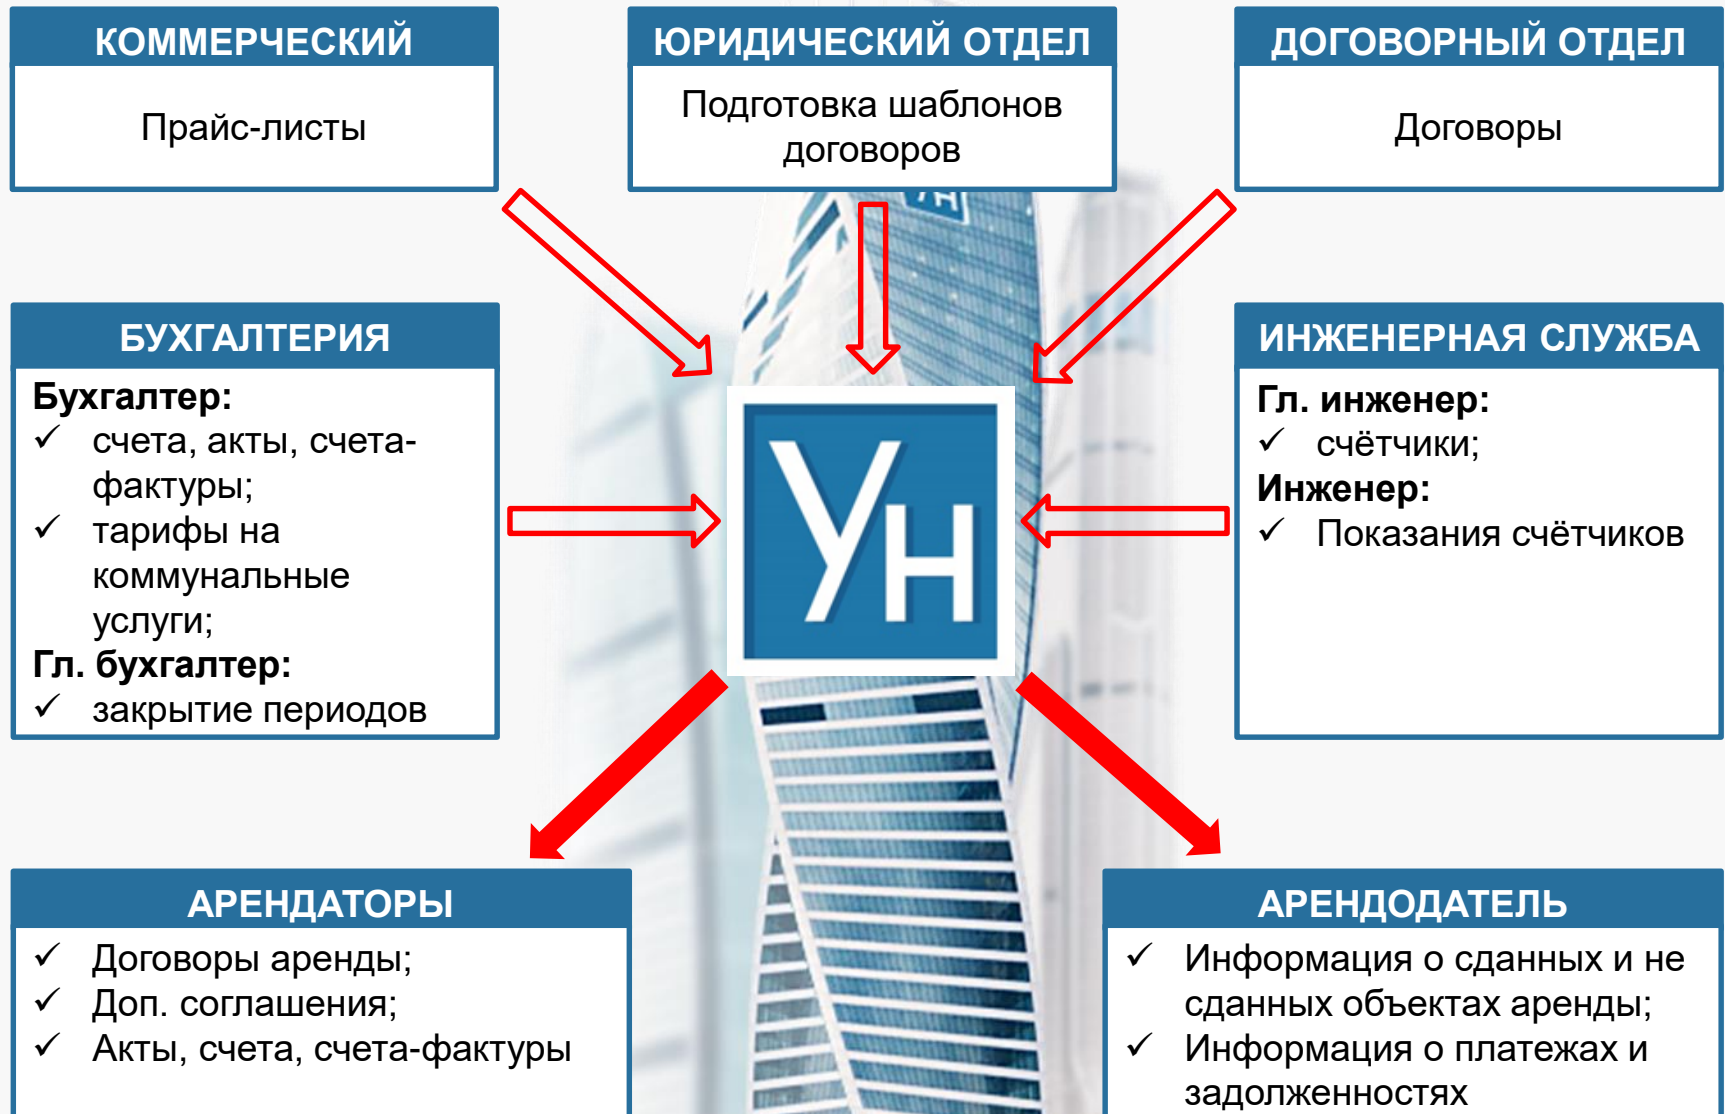 КОММЕРЧЕСКИЙ
Прайс-листы
ЮРИДИЧЕСКИЙ ОТДЕЛ
Подготовка шаблонов
договоров
ДОГОВОРНЫЙ ОТДЕЛ
Договоры
БУХГАЛТЕРИЯ
Бухгалтер:
✓ счета, акты, счета-
фактуры;
✓ тарифы на
коммунальные
услуги;
Гл. бухгалтер:
✓ закрытие периодов
УН
УН
ИНЖЕНЕРНАЯ СЛУЖБА
Гл. инженер:
✓ счётчики;
Инженер:
✓ Показания счётчиков
АРЕНДАТОРЫ
✓ Договоры аренды;
✓ Доп. соглашения;
✓ Акты, счета, счета-фактуры
АРЕНДОДАТЕЛЬ
✓ Информация о сданных и не
сданных объектах аренды;
✓ Информация о платежах и
задолженностях